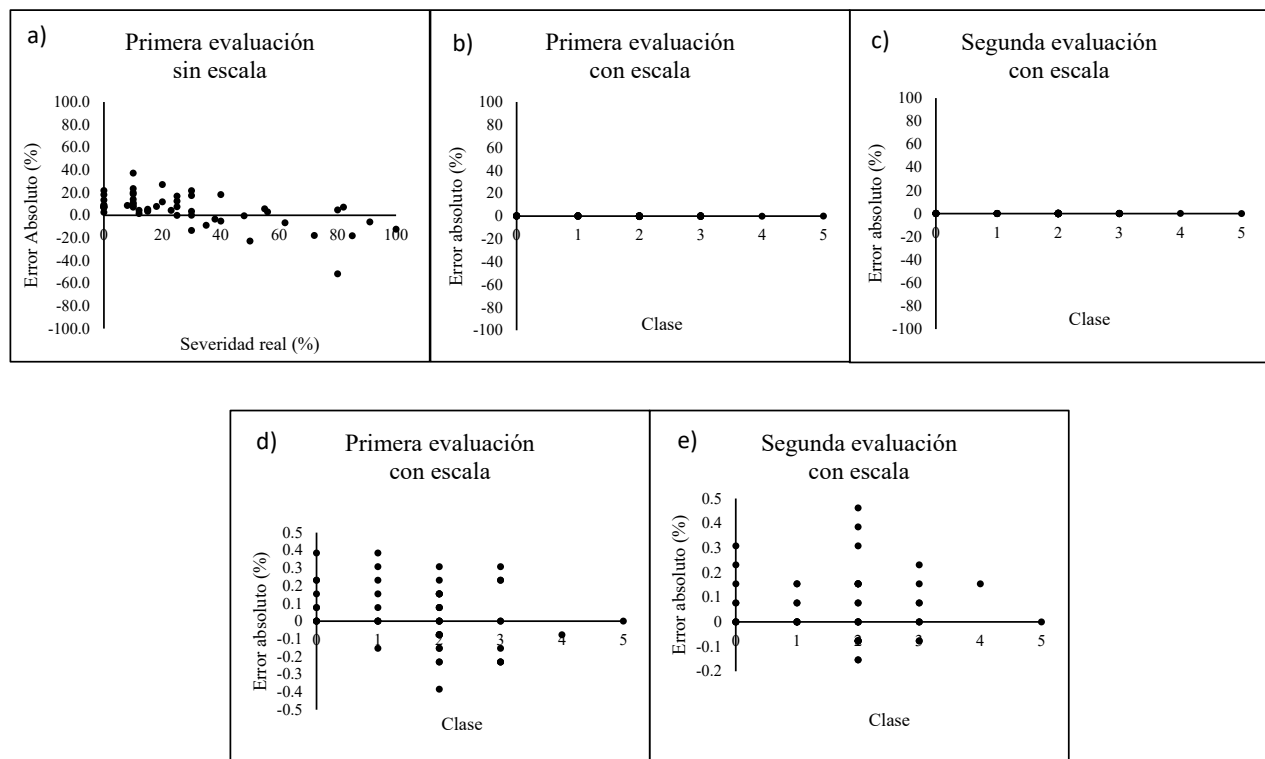 a)
Primera evaluación
sin escala
100.0
80.0
60.0
40.0
20.0
0.0
-20.0
-40.0
-60.0
-80.0
-100.0
0 20 40 60 80 100
Error Absoluto (%)
Severidad real (%)
b)
Primera evaluación
con escala
100
80
60
40
20
0
-20
-40
-60
-80
-100
0 1 2 3 4 5
Error absoluto (%)
Clase
c)
Segunda evaluación
con escala
100
80
60
40
20
0
-20
-40
-60
-80
-100
0 1 2 3 4 5
Error absoluto (%)
Clase
d)
Primera evaluación
con escala
0.5
0.4
0.3
0.2
0.1
0
-0.1
-0.2
-0.3
-0.4
-0.5
0 1 2 3 4 5
Error absoluto (%)
Clase
e)
Segunda evaluación
con escala
0.5
0.4
0.3
0.2
0.1
0
-0.1
-0.2
0 1 2 3 4 5
Error absoluto (%)
Clase